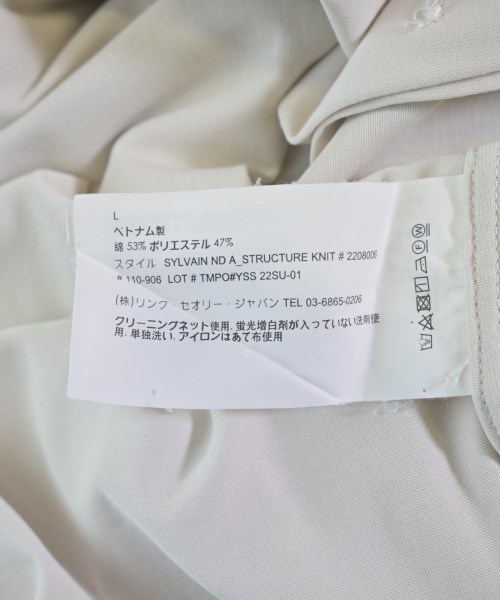 L
ベトナム製
綿 53% ポリエステル 47%
スタイル SYLVAIN ND A_STRUCTURE KNIT # 2208006
# 110-906 LOT # TMPO#YSS 22SU-01
(株)リンク・セオリー・ジャパン TEL 03-6865-0206
クリーニングネット使用, 蛍光増白剤が入っていない洗剤使
用, 単独洗い, アイロンはあて布使用